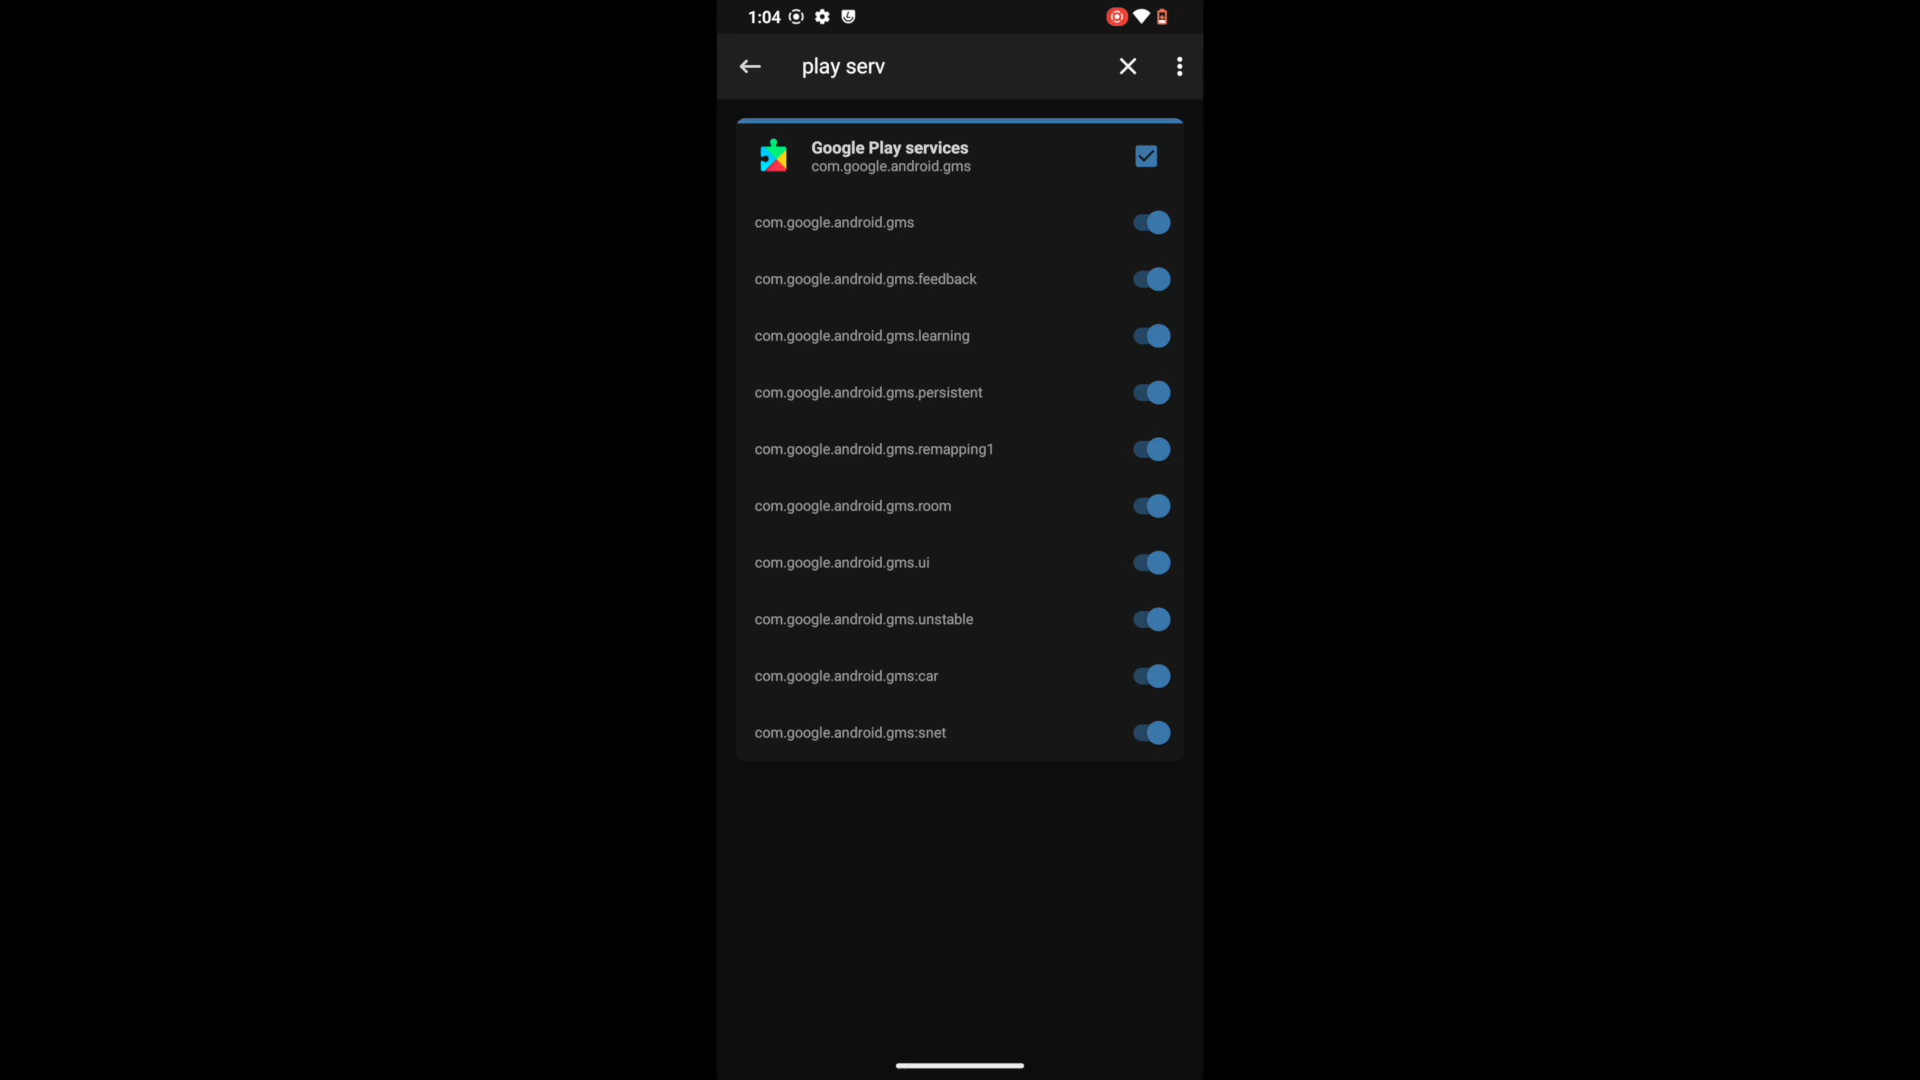 1:04
play serv
Google Play services
com.google.android.gms
com.google.android.gms
com.google.android.gms.feedback
com.google.android.gms.learning
com.google.android.gms.persistent
com.google.android.gms.remapping1
com.google.android.gms.room
com.google.android.gms.ui
com.google.android.gms.unstable
com.google.android.gms:car
com.google.android.gms:snet